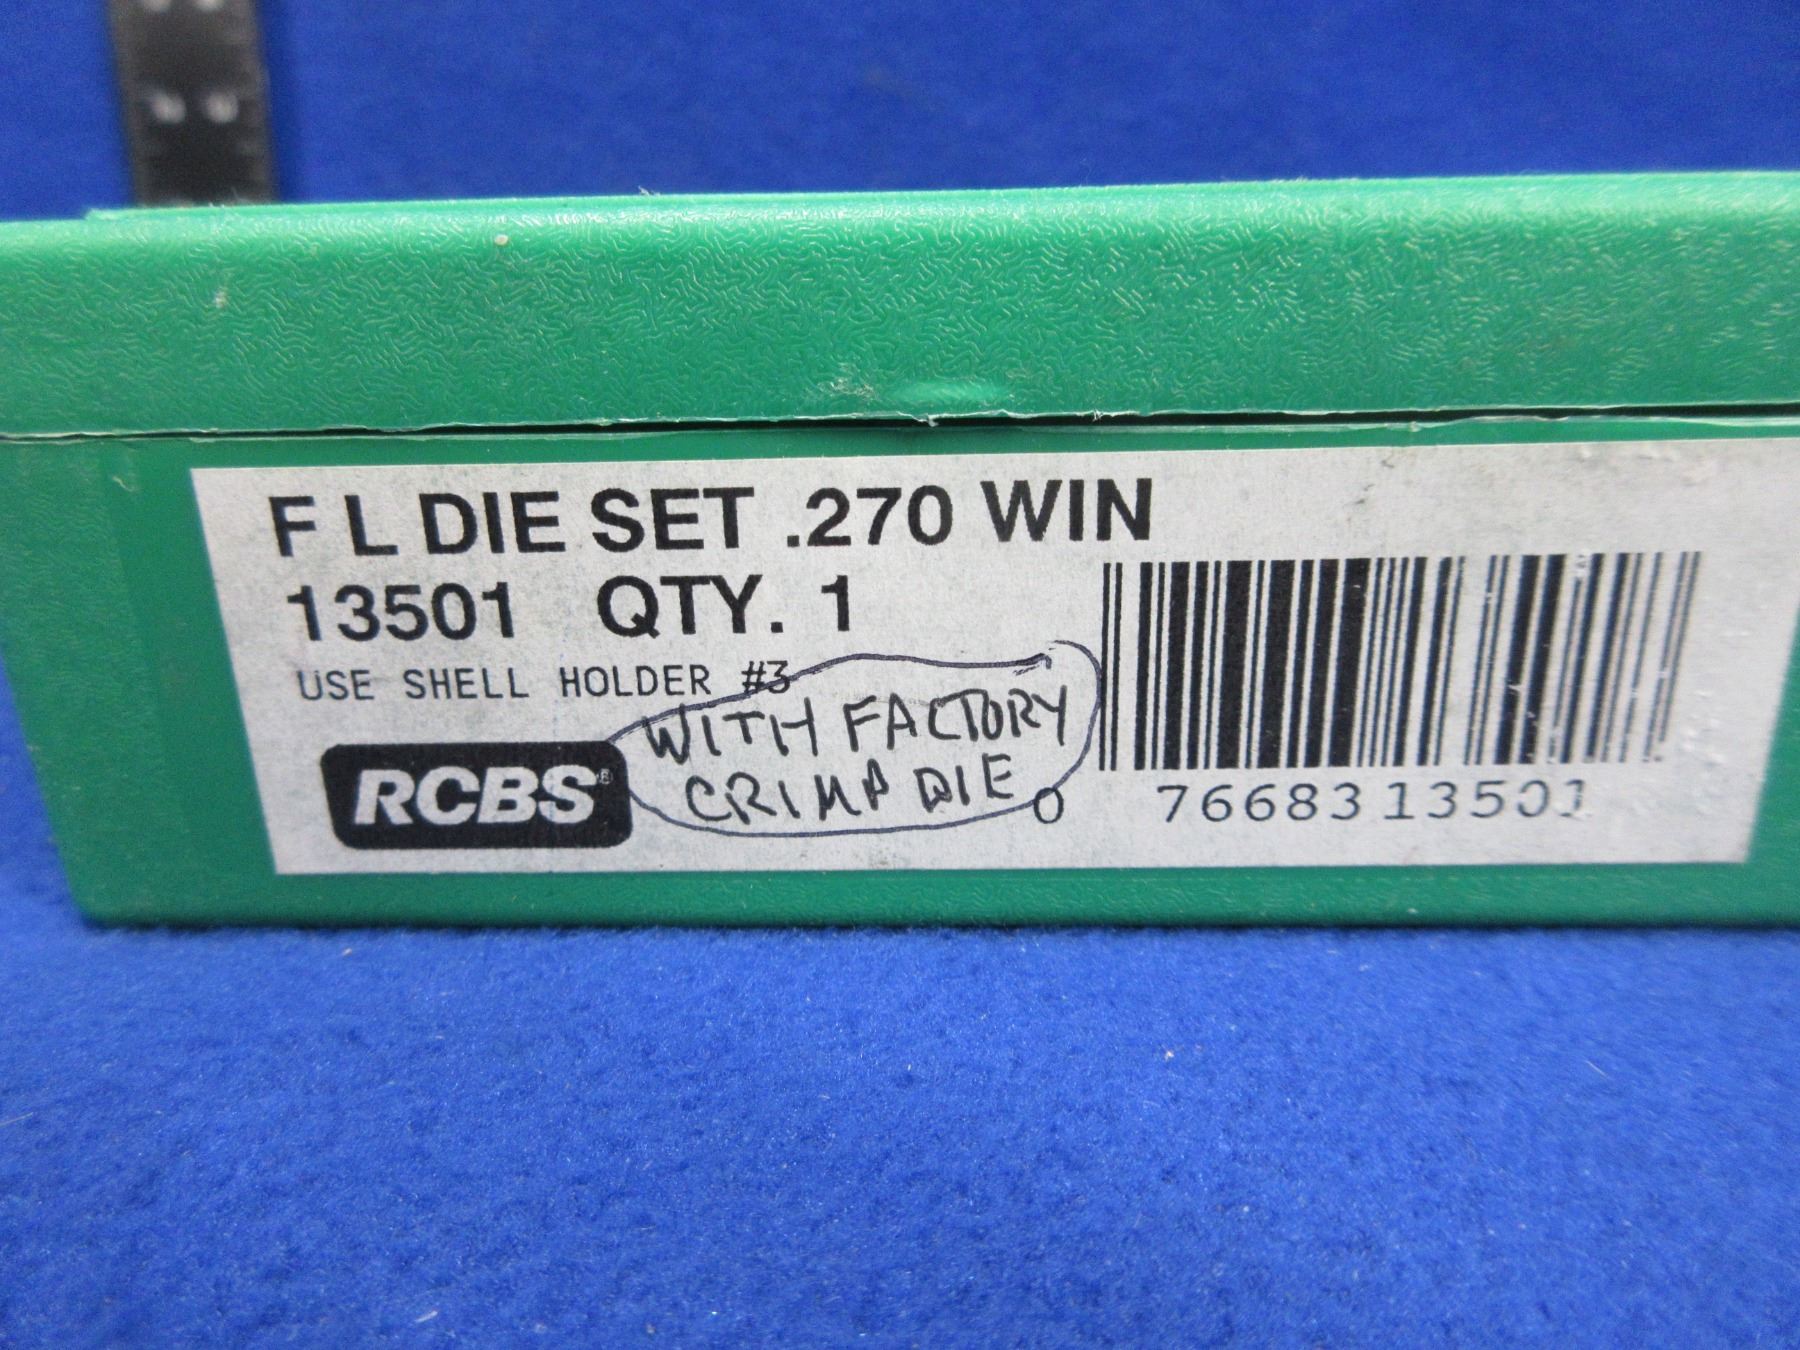 F L DIE SET .270 WIN
13501 QTY. 1
USE SHELL HOLDER #3
WITH FACTORY
CRIMP DIE
RCBS®
0 76683 13501